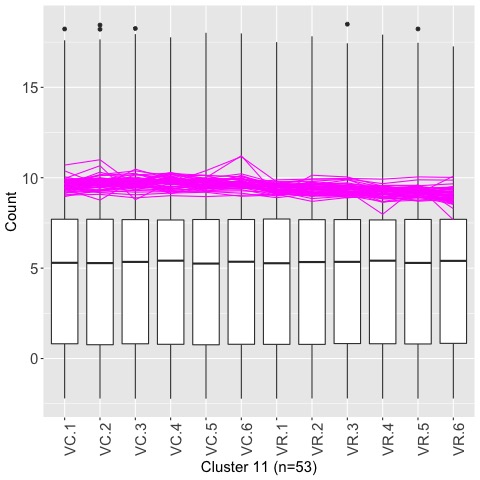 Count
15
10
5
0
VC.1
VC.2
VC.3
VC.4
VC.5
VC.6
VR.1
VR.2
VR.3
VR.4
VR.5
VR.6
Cluster 11 (n=53)